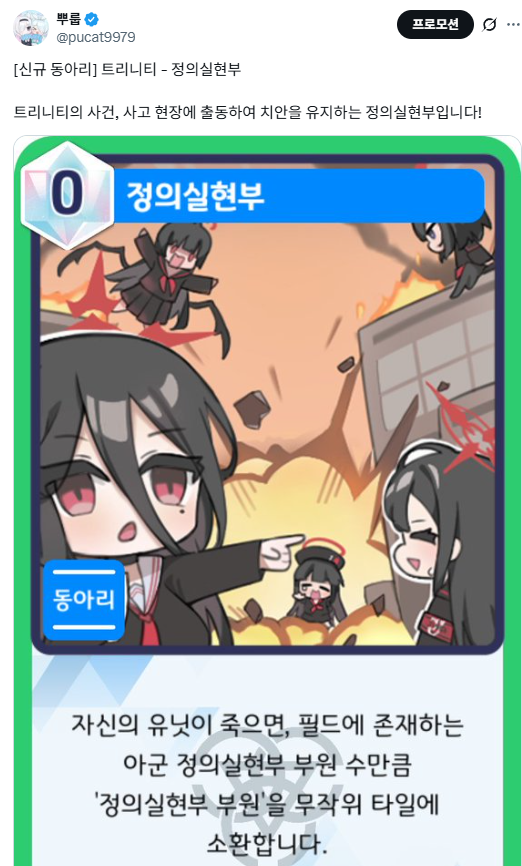 뿌룹
@pucat9979
프로모션
[신규 동아리] 트리니티 - 정의실현부
트리니티의 사건, 사고 현장에 출동하여 치안을 유지하는 정의실현부입니다!
0
정의실현부
동아리
자신의 유닛이 죽으면, 필드에 존재하는
아군 정의실현부 부원 수만큼
'정의실현부 부원'을 무작위 타일에
소환합니다.